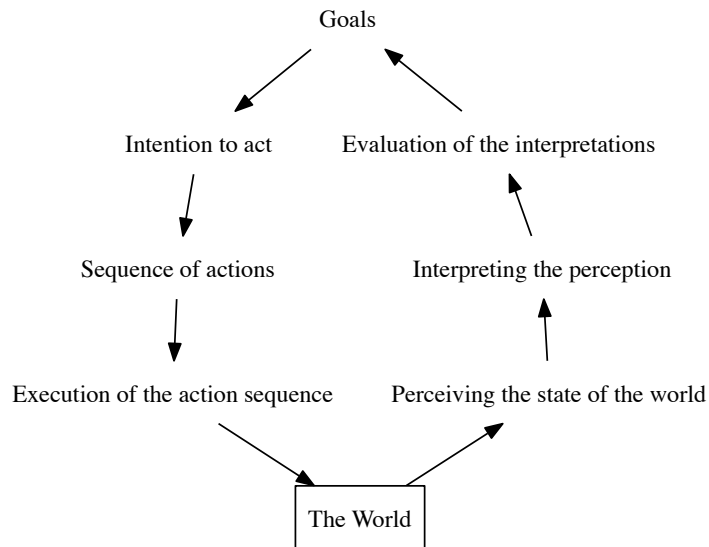 Goals
Intention to act
Evaluation of the interpretations
Sequence of actions
Interpreting the perception
Execution of the action sequence
Perceiving the state of the world
The World